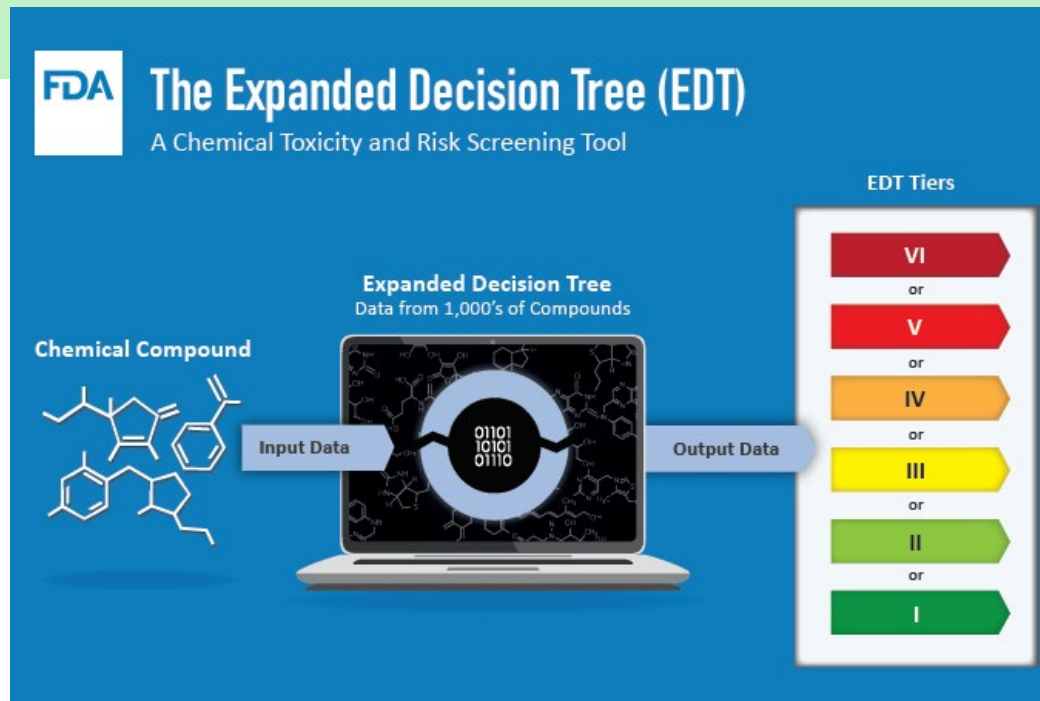 FDA
The Expanded Decision Tree (EDT)
A Chemical Toxicity and Risk Screening Tool
EDT Tiers
Chemical Compound
Input Data
Expanded Decision Tree
Data from 1,000's of Compounds
01101
10101
01110
Output Data
VI
or
V
or
IV
or
III
or
II
or
I